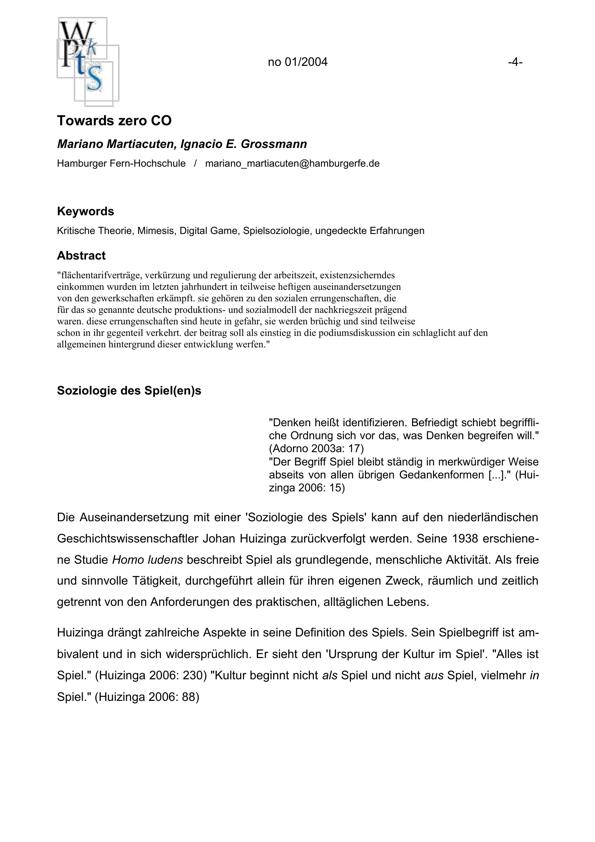 W
Pkt
ts
S
no 01/2004 -4-
Towards zero CO
Mariano Martiacuten, Ignacio E. Grossmann
Hamburger Fern-Hochschule / mariano_martiacuten@hamburgerfe.de
Keywords
Kritische Theorie, Mimesis, Digital Game, Spielsoziologie, ungedeckte Erfahrungen
Abstract
"flächentarifverträge, verkürzung und regulierung der arbeitszeit, existenzsicherndes
einkommen wurden im letzten jahrhundert in teilweise heftigen auseinandersetzungen
von den gewerkschaften erkämpft. sie gehören zu den sozialen errungenschaften, die
für das so genannte deutsche produktions- und sozialmodell der nachkriegszeit prägend
waren. diese errungenschaften sind heute in gefahr, sie werden brüchig und sind teilweise
schon in ihr gegenteil verkehrt. der beitrag soll als einstieg in die podiumsdiskussion ein schlaglicht auf den
allgemeinen hintergrund dieser entwicklung werfen."
Soziologie des Spiel(en)s
"Denken heißt identifizieren. Befriedigt schiebt begriffli-
che Ordnung sich vor das, was Denken begreifen will."
(Adorno 2003a: 17)
"Der Begriff Spiel bleibt ständig in merkwürdiger Weise
abseits von allen übrigen Gedankenformen [...]." (Hui-
zinga 2006: 15)
Die Auseinandersetzung mit einer 'Soziologie des Spiels' kann auf den niederländischen
Geschichtswissenschaftler Johan Huizinga zurückverfolgt werden. Seine 1938 erschiene-
ne Studie Homo ludens beschreibt Spiel als grundlegende, menschliche Aktivität. Als freie
und sinnvolle Tätigkeit, durchgeführt allein für ihren eigenen Zweck, räumlich und zeitlich
getrennt von den Anforderungen des praktischen, alltäglichen Lebens.
Huizinga drängt zahlreiche Aspekte in seine Definition des Spiels. Sein Spielbegriff ist am-
bivalent und in sich widersprüchlich. Er sieht den 'Ursprung der Kultur im Spiel'. "Alles ist
Spiel." (Huizinga 2006: 230) "Kultur beginnt nicht als Spiel und nicht aus Spiel, vielmehr in
Spiel." (Huizinga 2006: 88)